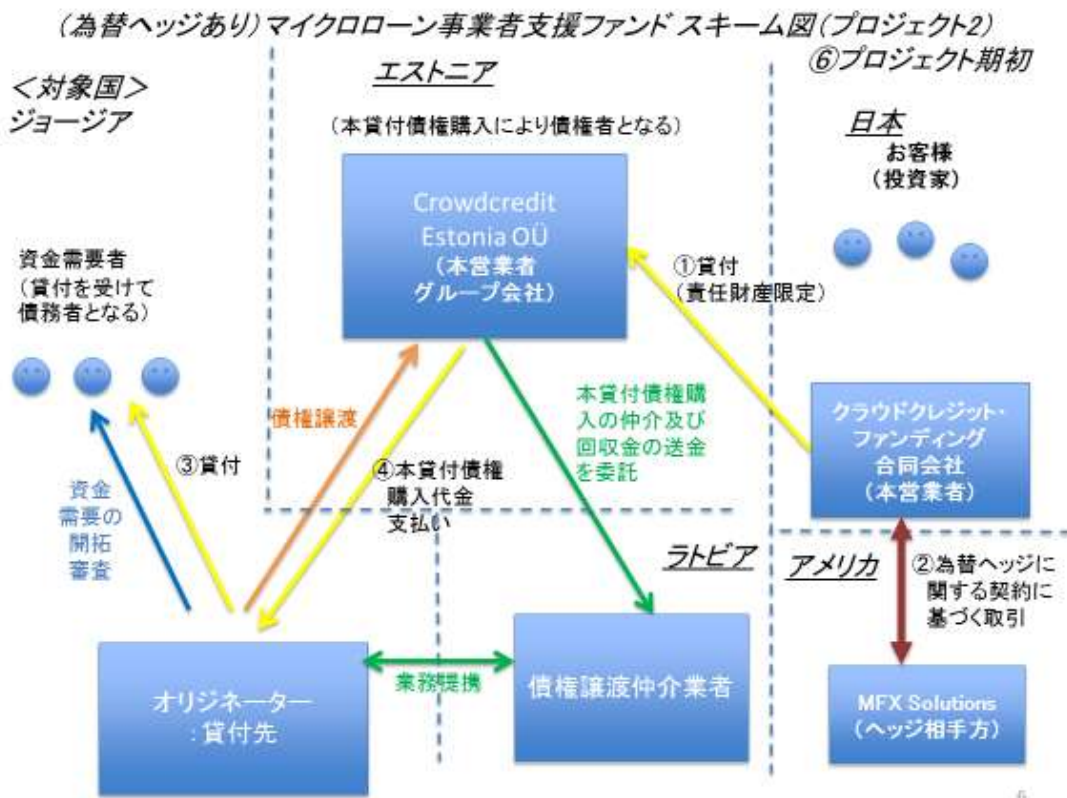 (為替ヘッジあり)マイクロローン事業者支援ファンド スキーム図(プロジェクト2)
⑥プロジェクト期初
<対象国>
ジョージア
エストニア
(本貸付債権購入により債権者となる)
日本
お客様
(投資家)
Crowdcredit
Estonia OÜ
(本営業者
グループ会社)
①貸付
(責任財産限定)
資金需要者
(貸付を受けて
債務者となる)
クラウドクレジット・
ファンディング
合同会社
(本営業者)
債権譲渡
本貸付債権購
入の仲介及び
回収金の送金
を委託
③貸付
④本貸付債権
購入代金
支払い
資金
需要の
開拓
審査
ラトビア
アメリカ
②為替ヘッジに
関する契約に
基づく取引
オリジネーター
:貸付先
業務提携
債権譲渡仲介業者
MFX Solutions
(ヘッジ相手方)